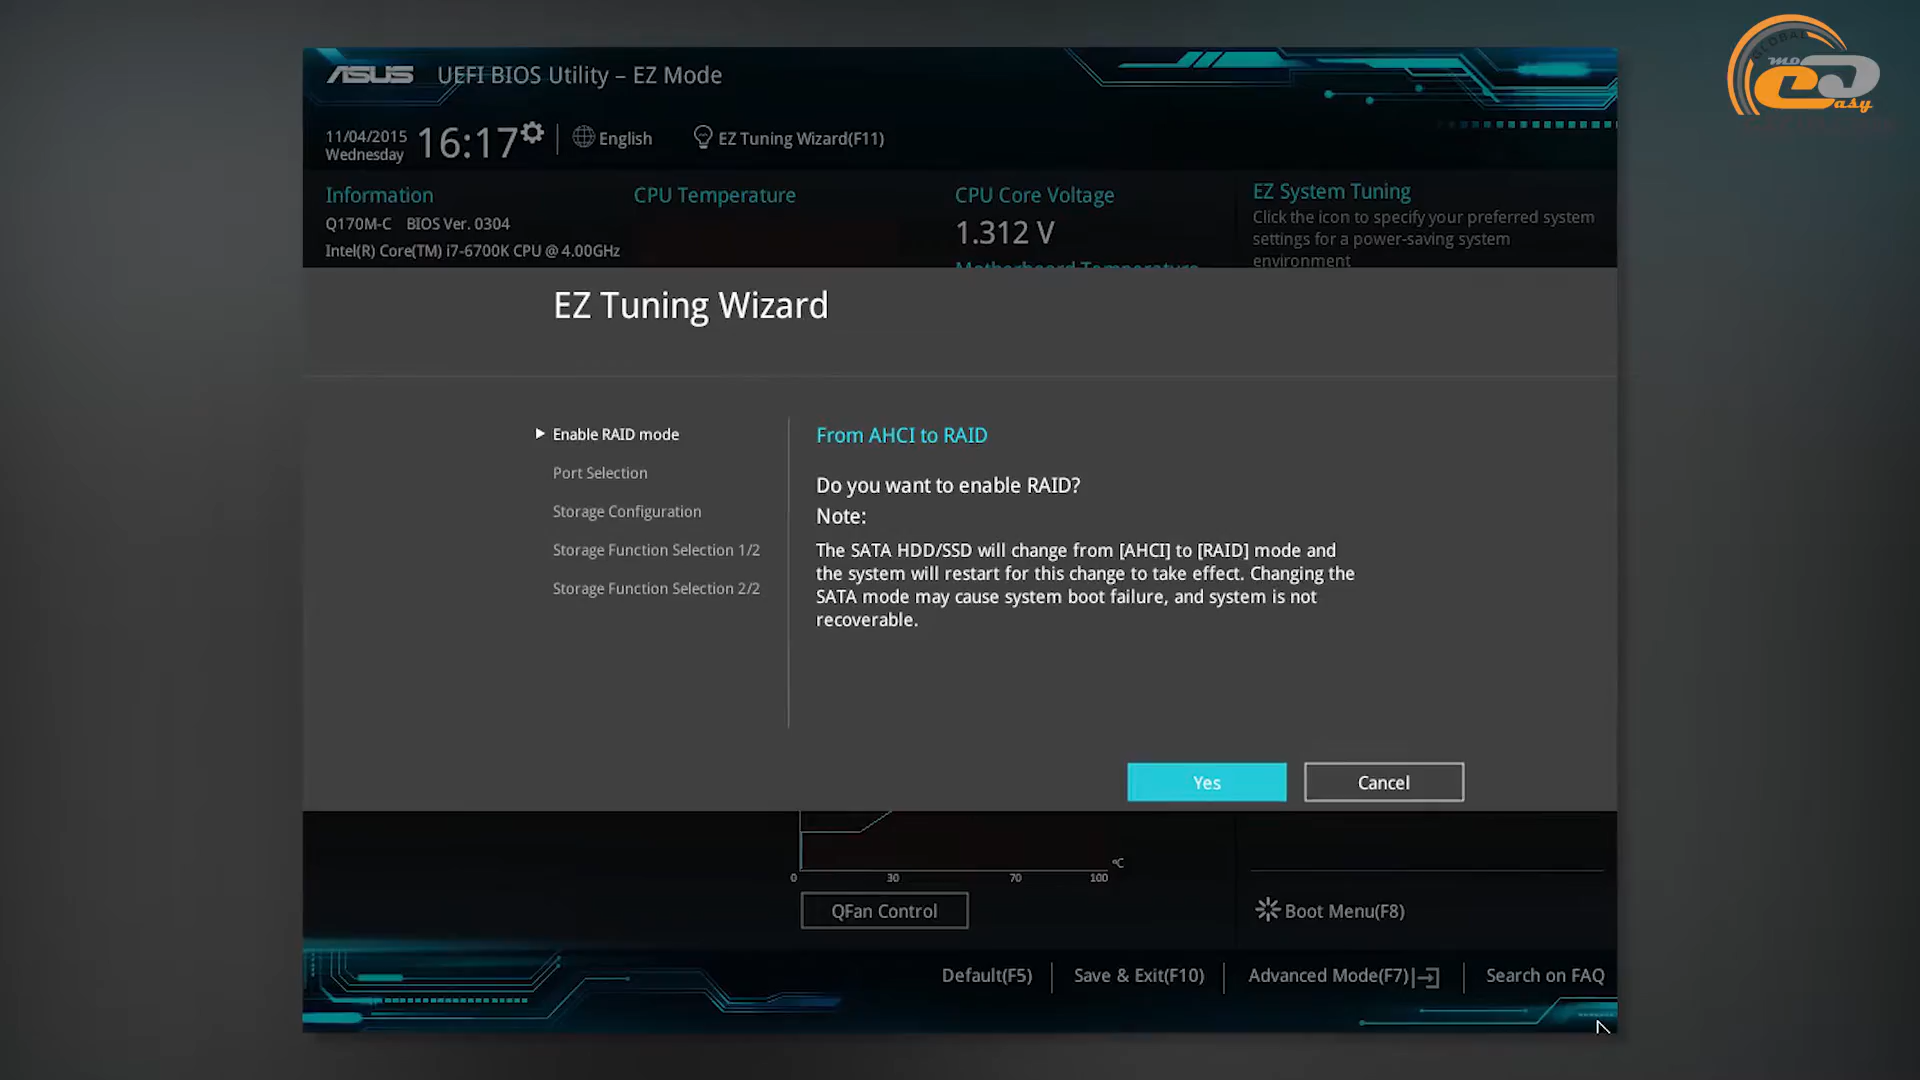 GLOBAL
MO
easy
ASUS UEFI BIOS Utility – EZ Mode
11/04/2015
Wednesday
16:17
English
EZ Tuning Wizard(F11)
Information
Q170M-C BIOS Ver. 0304
Intel(R) Core(TM) i7-6700K CPU @ 4.00GHz
CPU Temperature
CPU Core Voltage
1.312 V
Motherboard Temperature
EZ System Tuning
Click the icon to specify your preferred system
settings for a power-saving system
environment
EZ Tuning Wizard
Enable RAID mode
Port Selection
Storage Configuration
Storage Function Selection 1/2
Storage Function Selection 2/2
From AHCI to RAID
Do you want to enable RAID?
Note:
The SATA HDD/SSD will change from [AHCI] to [RAID] mode and
the system will restart for this change to take effect. Changing the
SATA mode may cause system boot failure, and system is not
recoverable.
Yes
Cancel
°C
0 30 70 100
QFan Control
Boot Menu(F8)
Default(F5)
Save & Exit(F10)
Advanced Mode(F7)
Search on FAQ